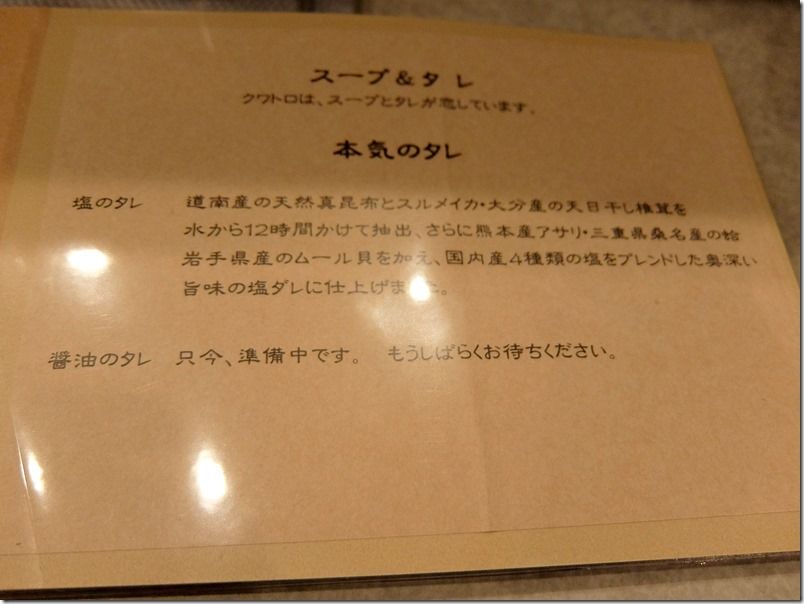 スープ&タレ
クワトロは、スープとタレが恋しています。
本気のタレ
塩のタレ 道南産の天然真昆布とスルメイカ・大分産の天日干し椎茸を
水から12時間かけて抽出、さらに熊本産アサリ・三重県桑名産の蛤
岩手県産のムール貝を加え、国内産4種類の塩をブレンドした奥深い
旨味の塩ダレに仕上げました。
醤油のタレ 只今、準備中です。 もうしばらくお待ちください。